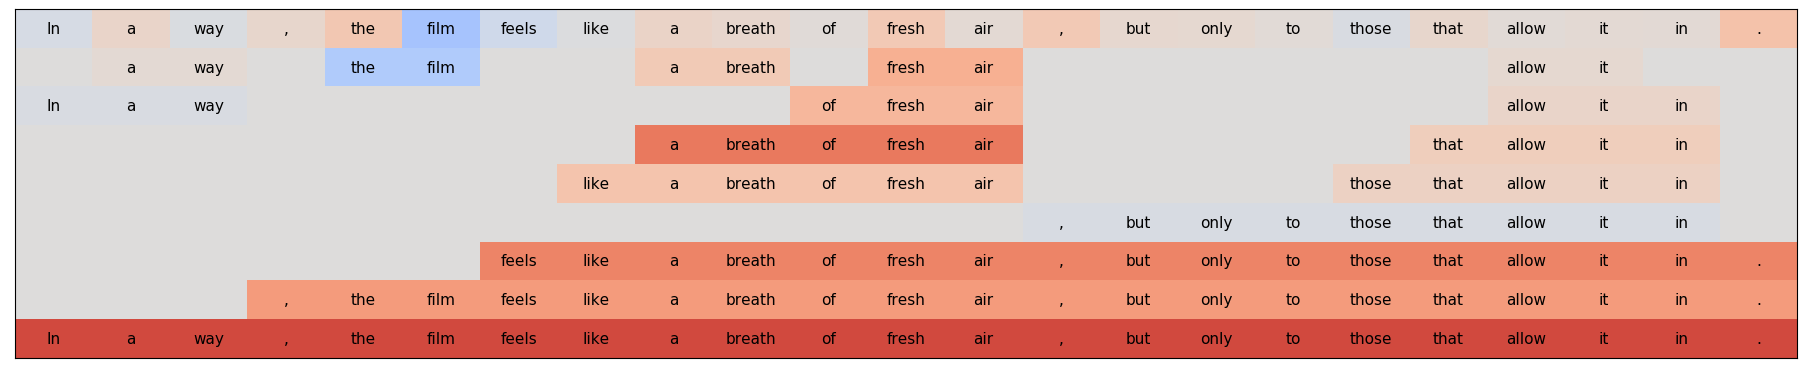 In a way , the film feels like a breath of fresh air , but only to those that allow it in .
a way the film a breath fresh air allow it
In a way of fresh air allow it in
a breath of fresh air that allow it in
like a breath of fresh air those that allow it in
, but only to those that allow it in
feels like a breath of fresh air , but only to those that allow it in .
, the film feels like a breath of fresh air , but only to those that allow it in .
In a way , the film feels like a breath of fresh air , but only to those that allow it in .